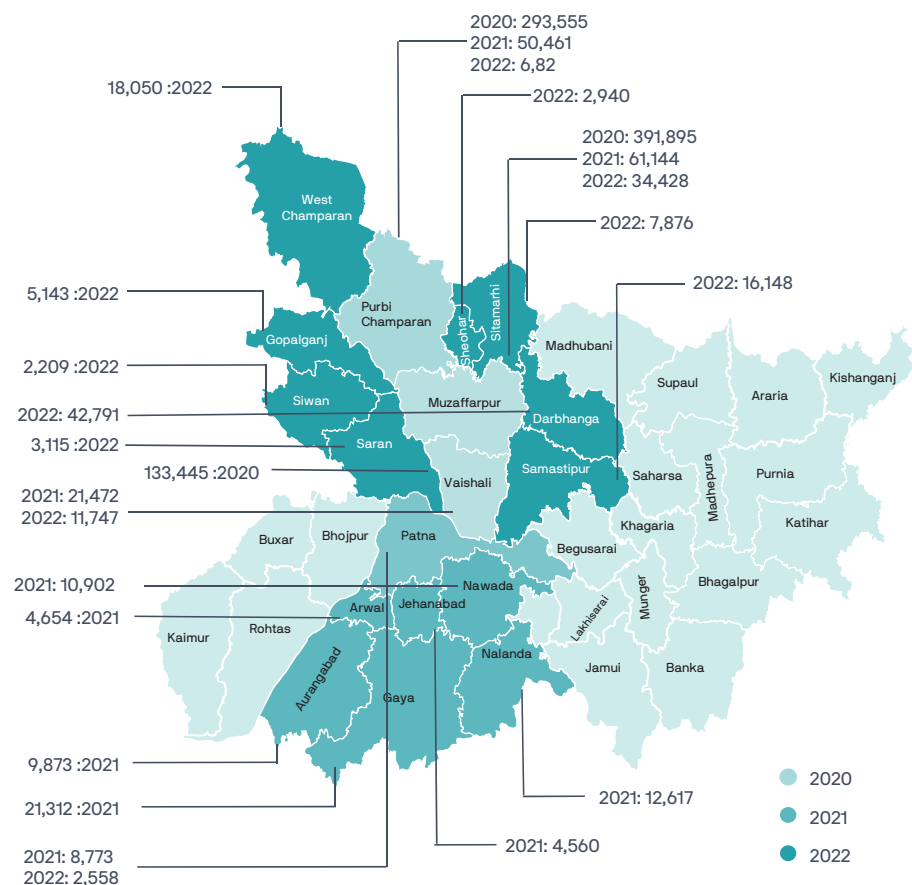 2020: 293,555
2021: 50,461
2022: 6,82
18,050 :2022
2022: 2,940
2020: 391,895
2021: 61,144
2022: 34,428
2022: 7,876
West
Champaran
2022: 16,148
5,143 :2022
Purbi
Champaran
Sheohar
Sitamarhi
Gopalganj
Madhubani
2,209 :2022
Supaul
Araria
Kishanganj
Siwan
Muzaffarpur
2022: 42,791
Darbhanga
3,115 :2022
Saran
133,445 :2020
Vaishali
Samastipur
Saharsa
Madhepura
Purnia
2021: 21,472
2022: 11,747
Buxar
Bhojpur
Patna
Khagaria
Katihar
Begusarai
2021: 10,902
Nawada
Munger
Bhagalpur
4,654 :2021
Arwal
Jehanabad
Lakhisarai
Kaimur
Rohtas
Aurangabad
Nalanda
Jamui
Banka
Gaya
9,873 :2021
2020
21,312 :2021
2021: 12,617
2021
2021: 4,560
2022
2021: 8,773
2022: 2,558